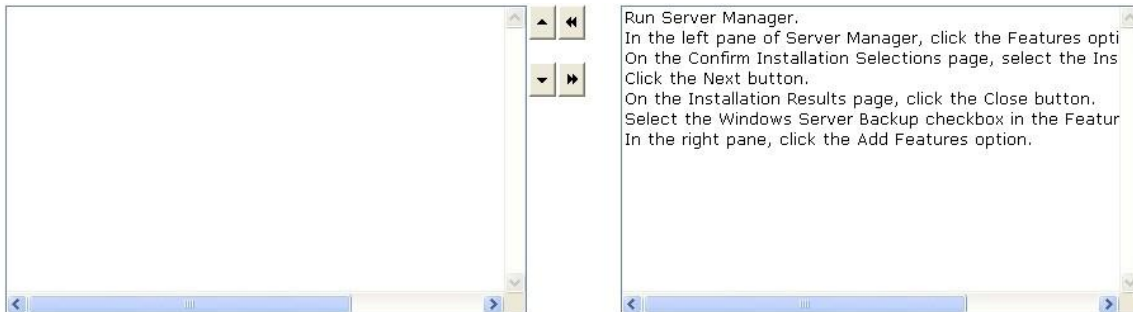 Run Server Manager.
In the left pane of Server Manager, click the Features opti
On the Confirm Installation Selections page, select the Ins
Click the Next button.
On the Installation Results page, click the Close button.
Select the Windows Server Backup checkbox in the Featur
In the right pane, click the Add Features option.